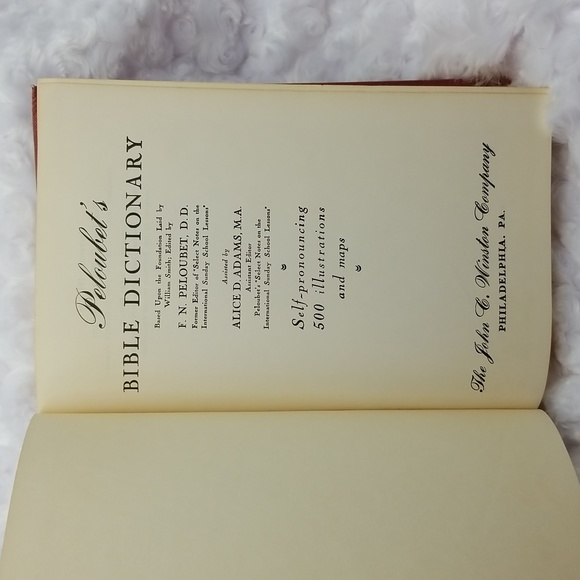 Peloubet's
BIBLE DICTIONARY
Based Upon the Foundation Laid by
William Smith; Edited by
F. N. PELOUBET, D.D.
Former Editor of "Select Notes on the
International Sunday School Lessons"
Assisted by
ALICE D. ADAMS, M.A.
Assistant Editor
Peloubet's "Select Notes on the
International Sunday School Lessons"
Self-pronouncing
500 illustrations
and maps
The John C. Winston Company
PHILADELPHIA, PA.